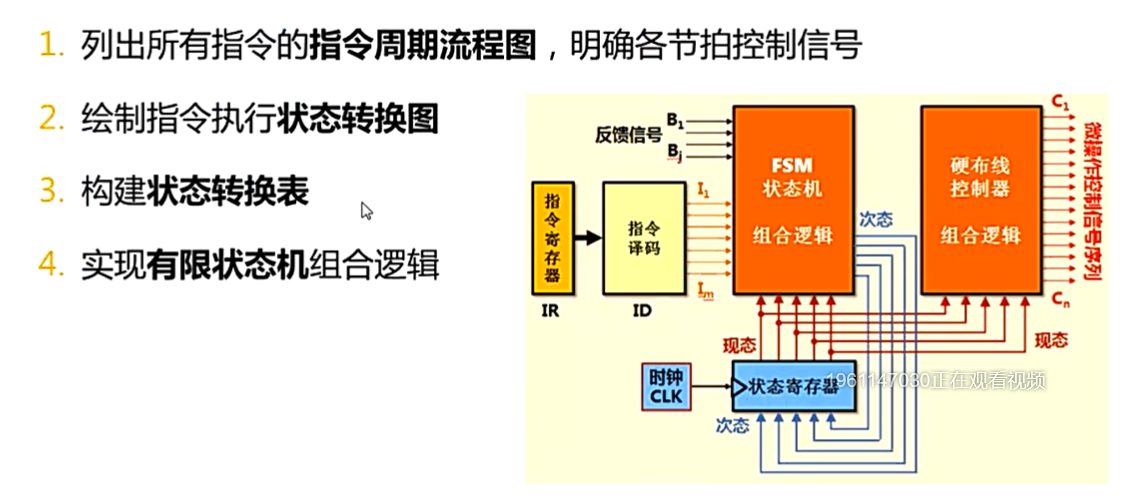 1. 列出所有指令的指令周期流程图，明确各节拍控制信号
2. 绘制指令执行状态转换图
3. 构建状态转换表
4. 实现有限状态机组合逻辑
反馈信号
B1
Bj
指令寄存器
IR
指令
译码
ID
I1
Im
FSM
状态机
组合逻辑
次态
硬布线
控制器
组合逻辑
C1
Cn
微操作控制信号序列
现态
现态
时钟
CLK
状态寄存器
次态
1961147080正在观看视频